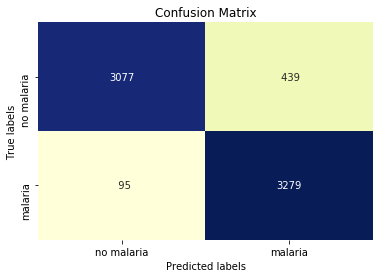 Confusion Matrix
True labels
no malaria
3077
439
malaria
95
3279
no malaria
malaria
Predicted labels